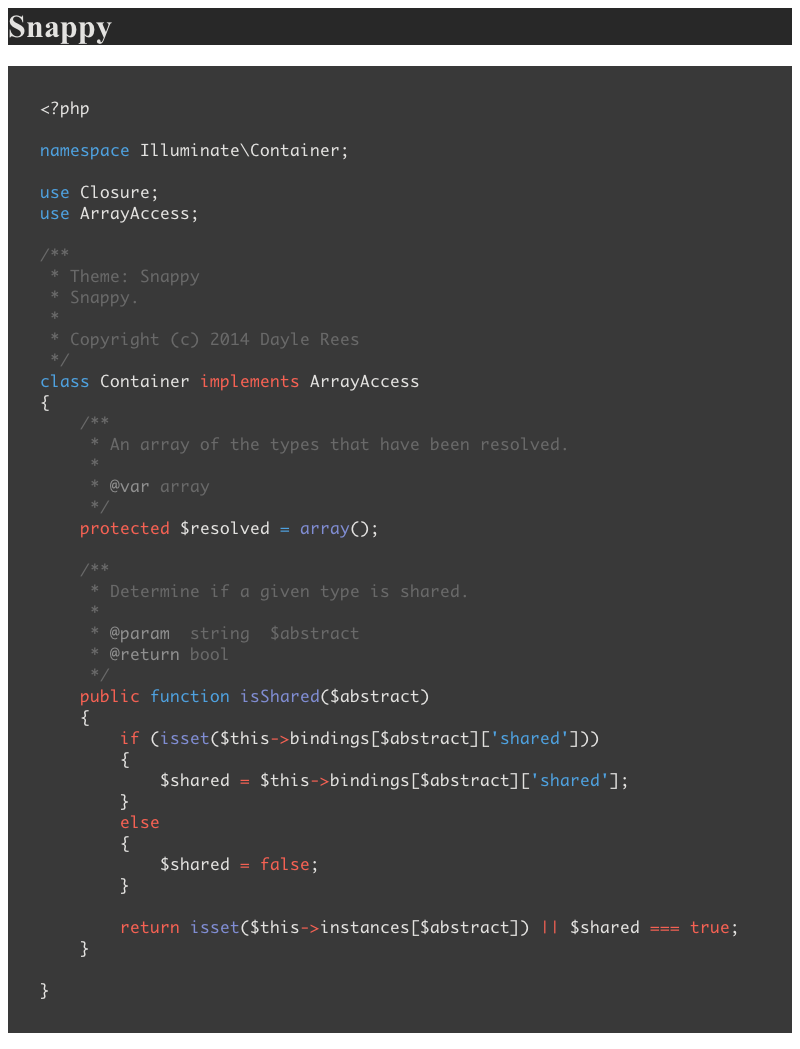 Snappy
<?php
namespace Illuminate\Container;
use Closure;
use ArrayAccess;
/**
 * Theme: Snappy
 * Snappy.
 *
 * Copyright (c) 2014 Dayle Rees
 */
class Container implements ArrayAccess
{
    /**
     * An array of the types that have been resolved.
     *
     * @var array
     */
    protected $resolved = array();
    /**
     * Determine if a given type is shared.
     *
     * @param  string  $abstract
     * @return bool
     */
    public function isShared($abstract)
    {
        if (isset($this->bindings[$abstract]['shared']))
        {
            $shared = $this->bindings[$abstract]['shared'];
        }
        else
        {
            $shared = false;
        }
        return isset($this->instances[$abstract]) || $shared === true;
    }
}